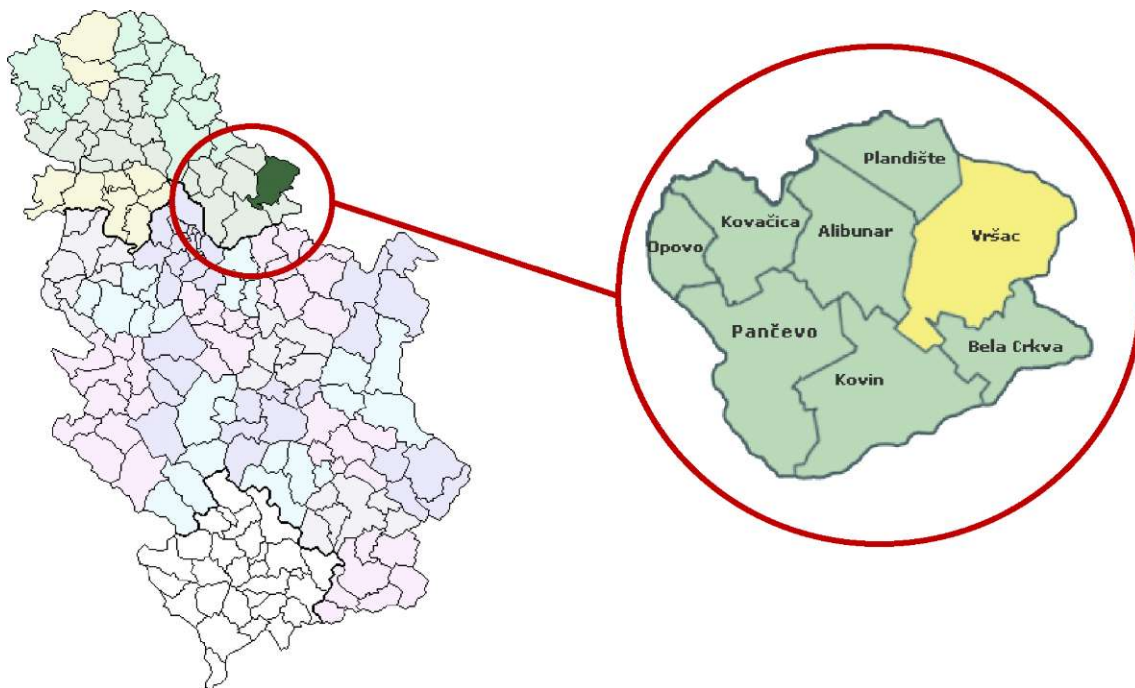 Plandište
Kovačica
Alibunar
Vršac
Opovo
Pančevo
Bela Crkva
Kovin